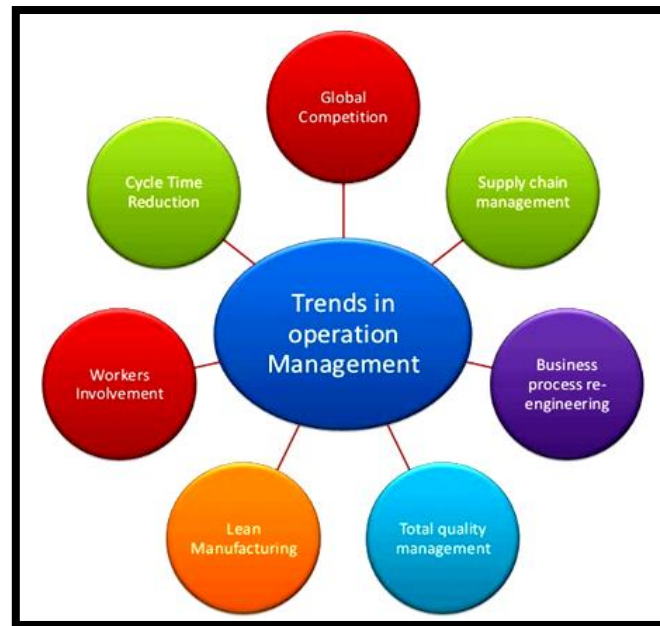 Global
Competition
Cycle Time
Reduction
Supply chain
management
Trends in
operation
Management
Workers
Involvement
Business
process re-
engineering
Lean
Manufacturing
Total quality
management